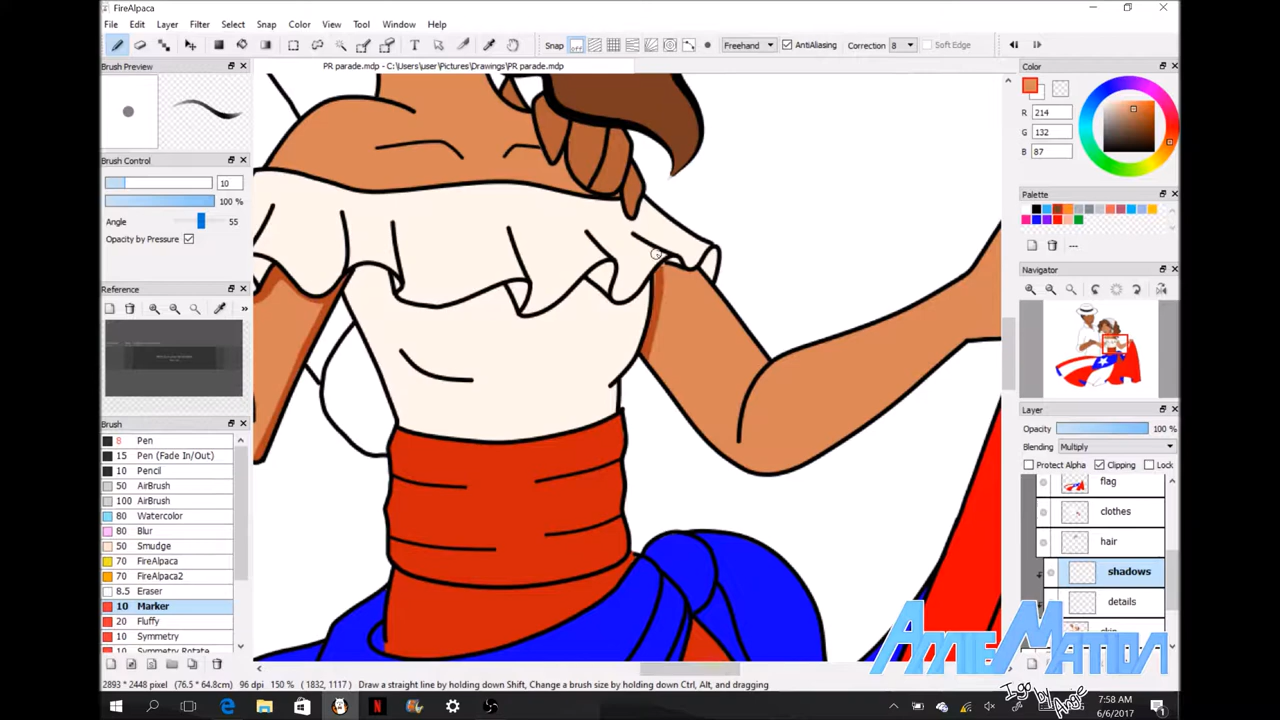 FireAlpaca
File Edit Layer Filter Select Snap Color View Tool Window Help
Snap Freehand AntiAliasing Correction 8 Soft Edge
PR parade.mdp - C:\Users\user\Pictures\Drawings\PR parade.mdp
Brush Preview
Brush Control
10
100 %
Angle 55
Opacity by Pressure
Reference
Brush
8 Pen
15 Pen (Fade In/Out)
10 Pencil
50 AirBrush
100 AirBrush
80 Watercolor
80 Blur
50 Smudge
70 FireAlpaca
70 FireAlpaca2
8.5 Eraser
10 Marker
20 Fluffy
10 Symmetry
Symmetry Rotate
Color
R 214
G 132
B 87
Palette
---
Navigator
Layer
Opacity 100 %
Blending Multiply
Protect Alpha Clipping Lock
flag
clothes
hair
shadows
details
skin
2893 * 2448 pixel (76.5 * 64.8cm) 96 dpi 150 % ( 1832, 1117 ) Draw a straight line by holding down Shift, Change a brush size by holding down Ctrl, Alt, and dragging
7:58 AM
6/6/2017